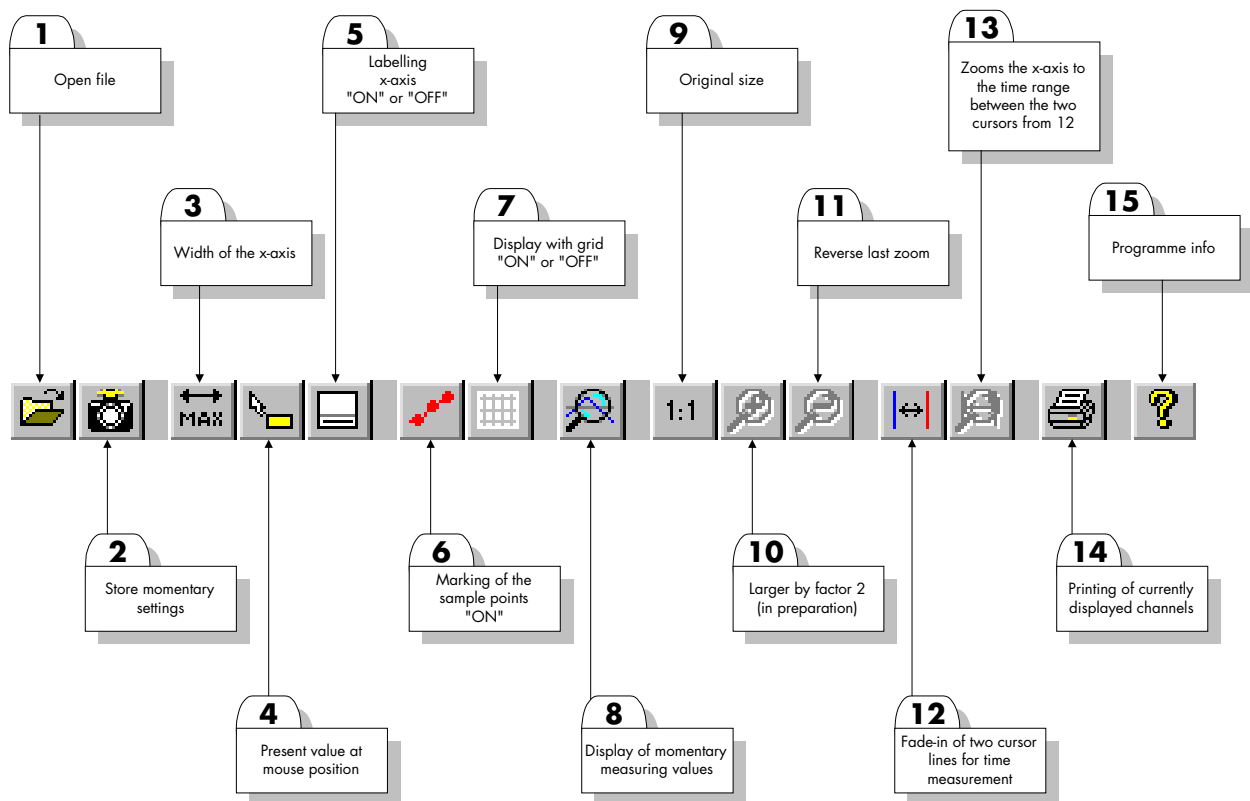 1
Open file
5
Labelling
x-axis
"ON" or "OFF"
9
Original size
13
Zooms the x-axis to
the time range
between the two
cursors from 12
3
Width of the x-axis
7
Display with grid
"ON" or "OFF"
11
Reverse last zoom
15
Programme info
MAX
1:1
2
Store momentary
settings
6
Marking of the
sample points
"ON"
10
Larger by factor 2
(in preparation)
14
Printing of currently
displayed channels
4
Present value at
mouse position
8
Display of momentary
measuring values
12
Fade-in of two cursor
lines for time
measurement